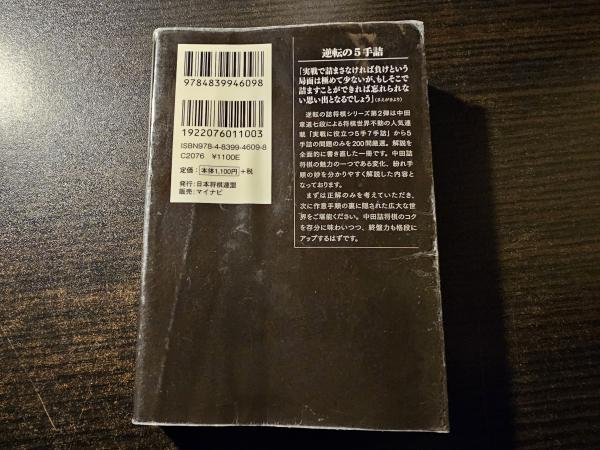 9784839946098
1922076011003
ISBN978-4-8399-4609-8
C2076 ¥1100E
定価：本体1,100円+税
発行：日本将棋連盟
販売：マイナビ
逆転の5手詰
「実戦で詰まさなければ負けという
局面は極めて少ないが、もしそこで
詰ますことができれば忘れられな
い思い出となるでしょう」（まえがきより）
逆転の詰将棋シリーズ第2弾は中田
章道七段による将棋世界不動の人気連
載「実戦に役立つ5手7手詰」から5
手詰の問題のみを200問厳選。解説を
全面的に書き直した一冊です。中田詰
将棋の魅力の一つである変化、紛れ手
順の妙を分かりやすく解説した内容と
なっております。
まずは正解のみを考えていただき、
次に作意手順の裏に隠された広大な世
界をご堪能ください。中田詰将棋のコク
を存分に味わいつつ、終盤力も格段に
アップするはずです。